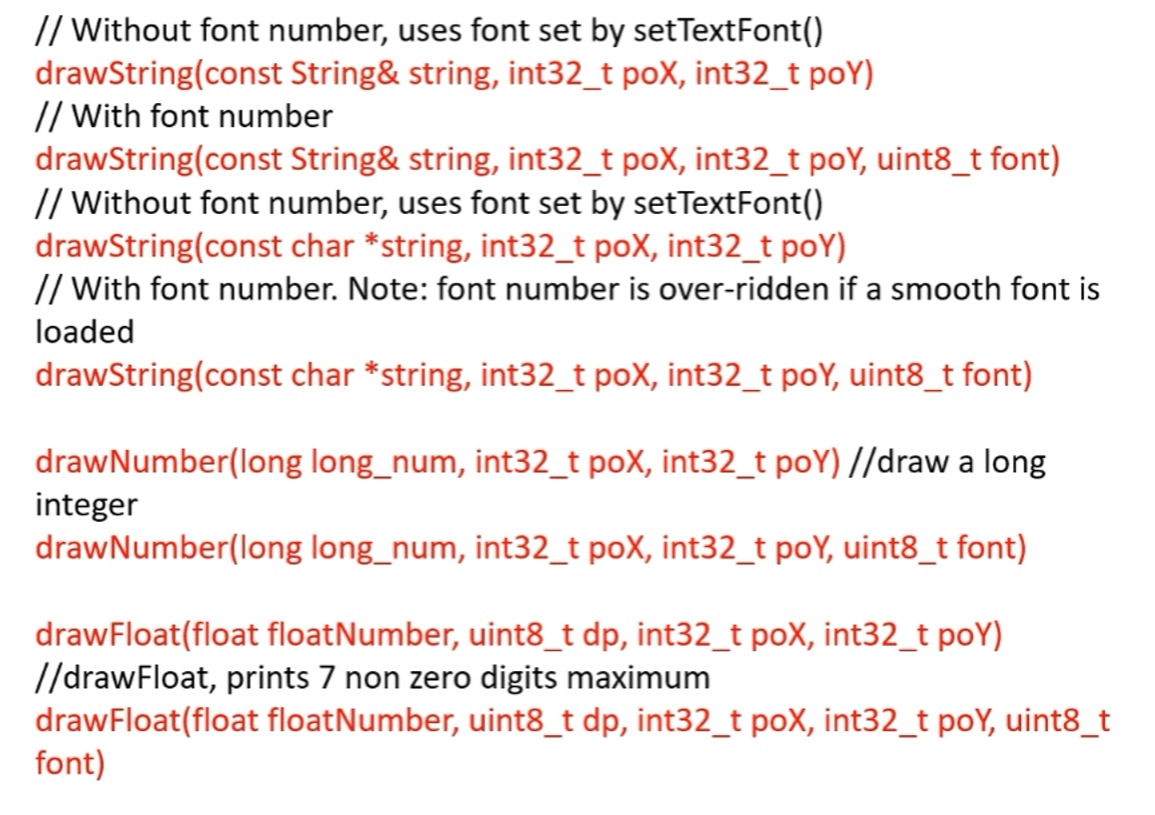 // Without font number, uses font set by setTextFont()
drawString(const String& string, int32_t poX, int32_t poY)
// With font number
drawString(const String& string, int32_t poX, int32_t poY, uint8_t font)
// Without font number, uses font set by setTextFont()
drawString(const char *string, int32_t poX, int32_t poY)
// With font number. Note: font number is over-ridden if a smooth font is
loaded
drawString(const char *string, int32_t poX, int32_t poY, uint8_t font)
drawNumber(long long_num, int32_t poX, int32_t poY) //draw a long
integer
drawNumber(long long_num, int32_t poX, int32_t poY, uint8_t font)
drawFloat(float floatNumber, uint8_t dp, int32_t poX, int32_t poY)
//drawFloat, prints 7 non zero digits maximum
drawFloat(float floatNumber, uint8_t dp, int32_t poX, int32_t poY, uint8_t
font)